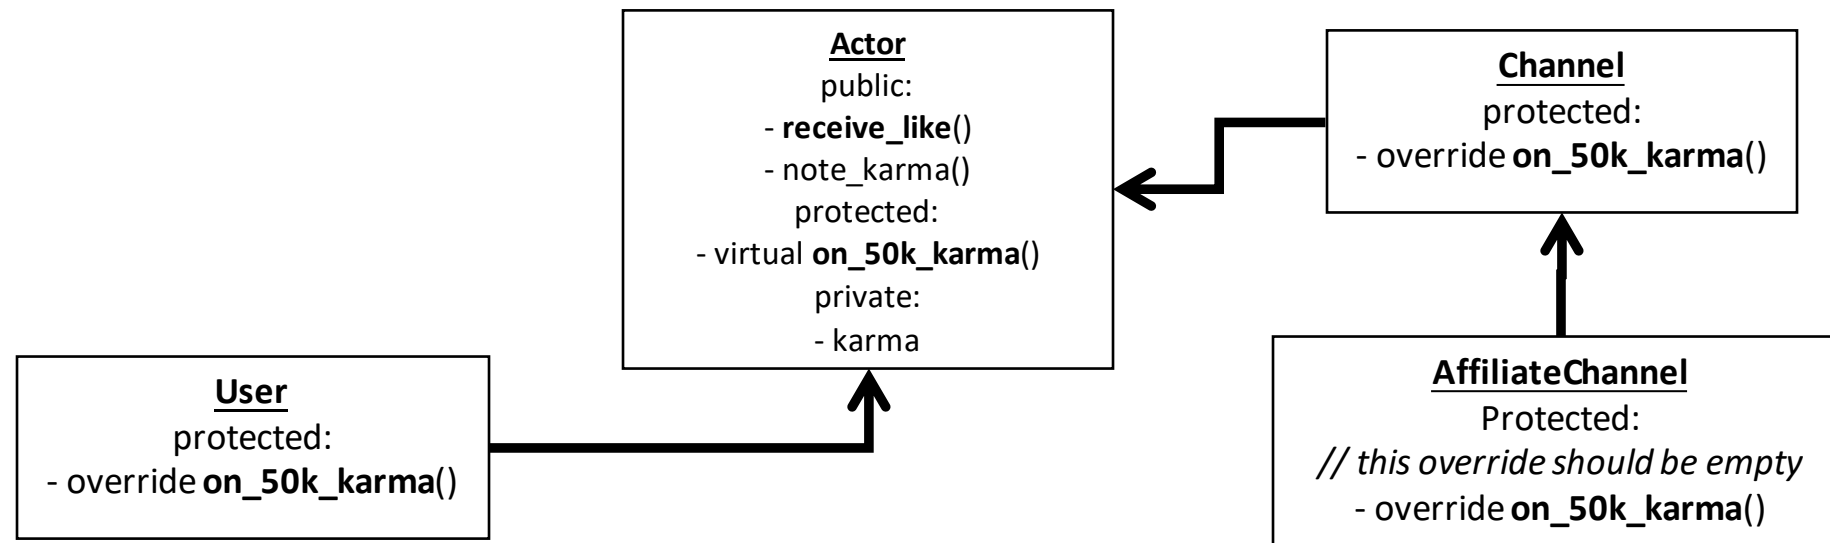 Actor
public:
- receive_like()
- note_karma()
protected:
- virtual on_50k_karma()
private:
- karma
Channel
protected:
- override on_50k_karma()
User
protected:
- override on_50k_karma()
AffiliateChannel
Protected:
// this override should be empty
- override on_50k_karma()